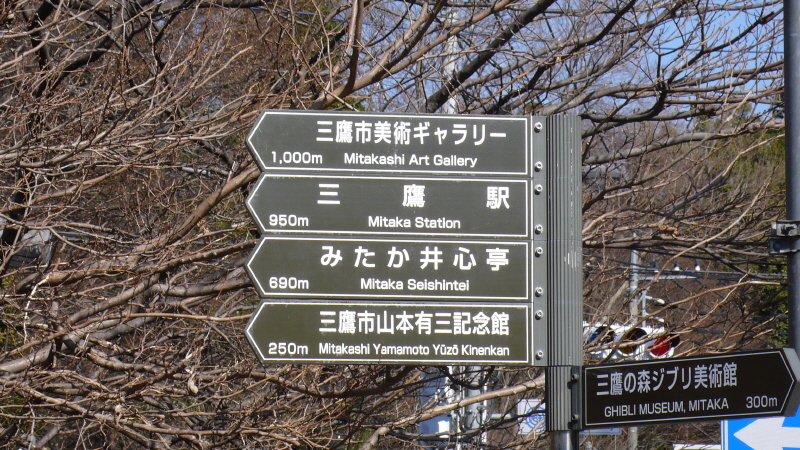 三鷹市美術ギャラリー
1,000m Mitakashi Art Gallery
三鷹駅
950m Mitaka Station
みたか井心亭
690m Mitaka Seishintei
三鷹市山本有三記念館
250m Mitakashi Yamamoto Yūzō Kinenkan
三鷹の森ジブリ美術館
GHIBLI MUSEUM, MITAKA 300m